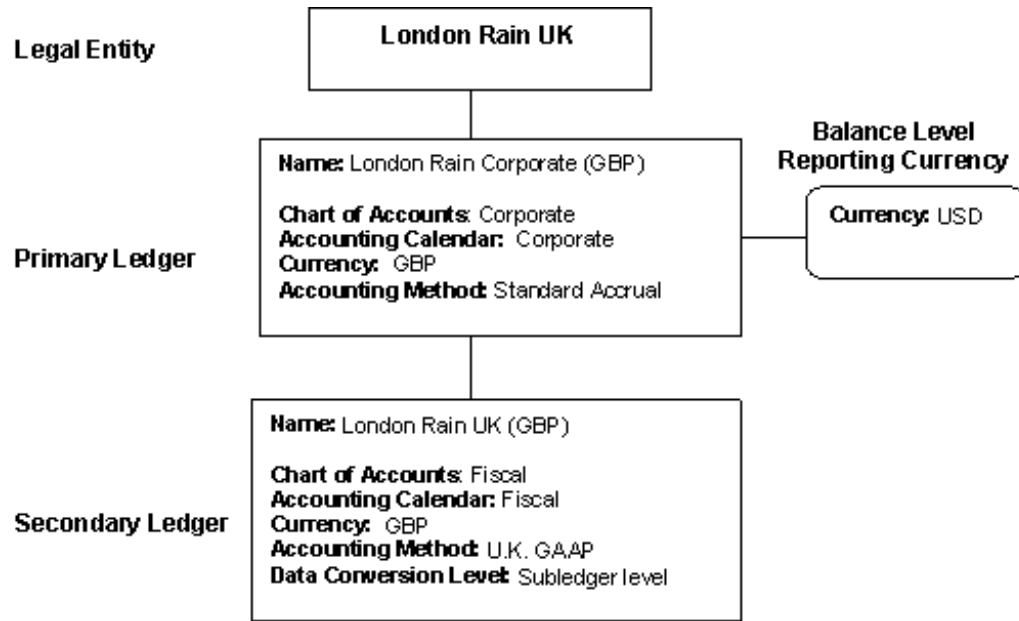 Legal Entity
London Rain UK
Balance Level
Reporting Currency
Currency: USD
Primary Ledger
Name: London Rain Corporate (GBP)
Chart of Accounts: Corporate
Accounting Calendar: Corporate
Currency: GBP
Accounting Method: Standard Accrual
Secondary Ledger
Name: London Rain UK (GBP)
Chart of Accounts: Fiscal
Accounting Calendar: Fiscal
Currency: GBP
Accounting Method: U.K. GAAP
Data Conversion Level: Subledger level